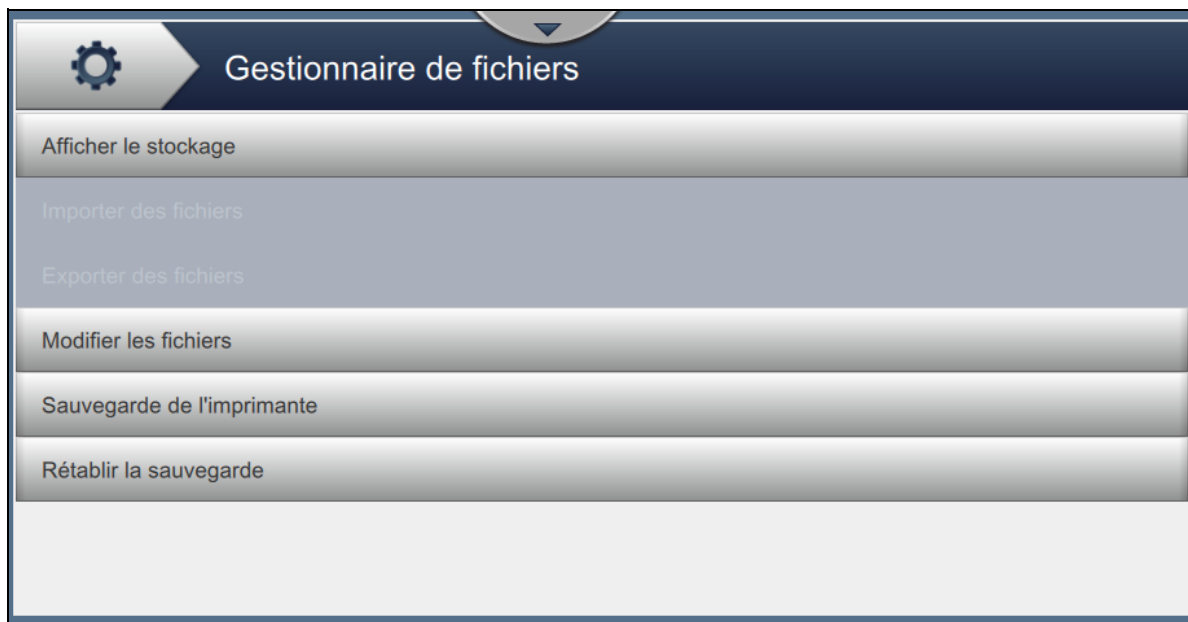 Gestionnaire de fichiers
Afficher le stockage
Importer des fichiers
Exporter des fichiers
Modifier les fichiers
Sauvegarde de l'imprimante
Rétablir la sauvegarde